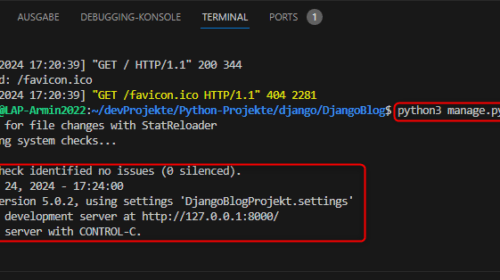 AUSGABE DEBUGGING-KONSOLE TERMINAL PORTS 1
2024 17:20:39] "GET / HTTP/1.1" 200 344
d: /favicon.ico
2024 17:20:39] "GET /favicon.ico HTTP/1.1" 404 2281
@LAP-Armin2022:~/devProjekte/Python-Projekte/django/DjangoBlog$ python3 manage.py
for file changes with StatReloader
ng system checks...
heck identified no issues (0 silenced).
24, 2024 - 17:24:00
ersion 5.0.2, using settings 'DjangoBlogProjekt.settings'
development server at http://127.0.0.1:8000/
server with CONTROL-C.